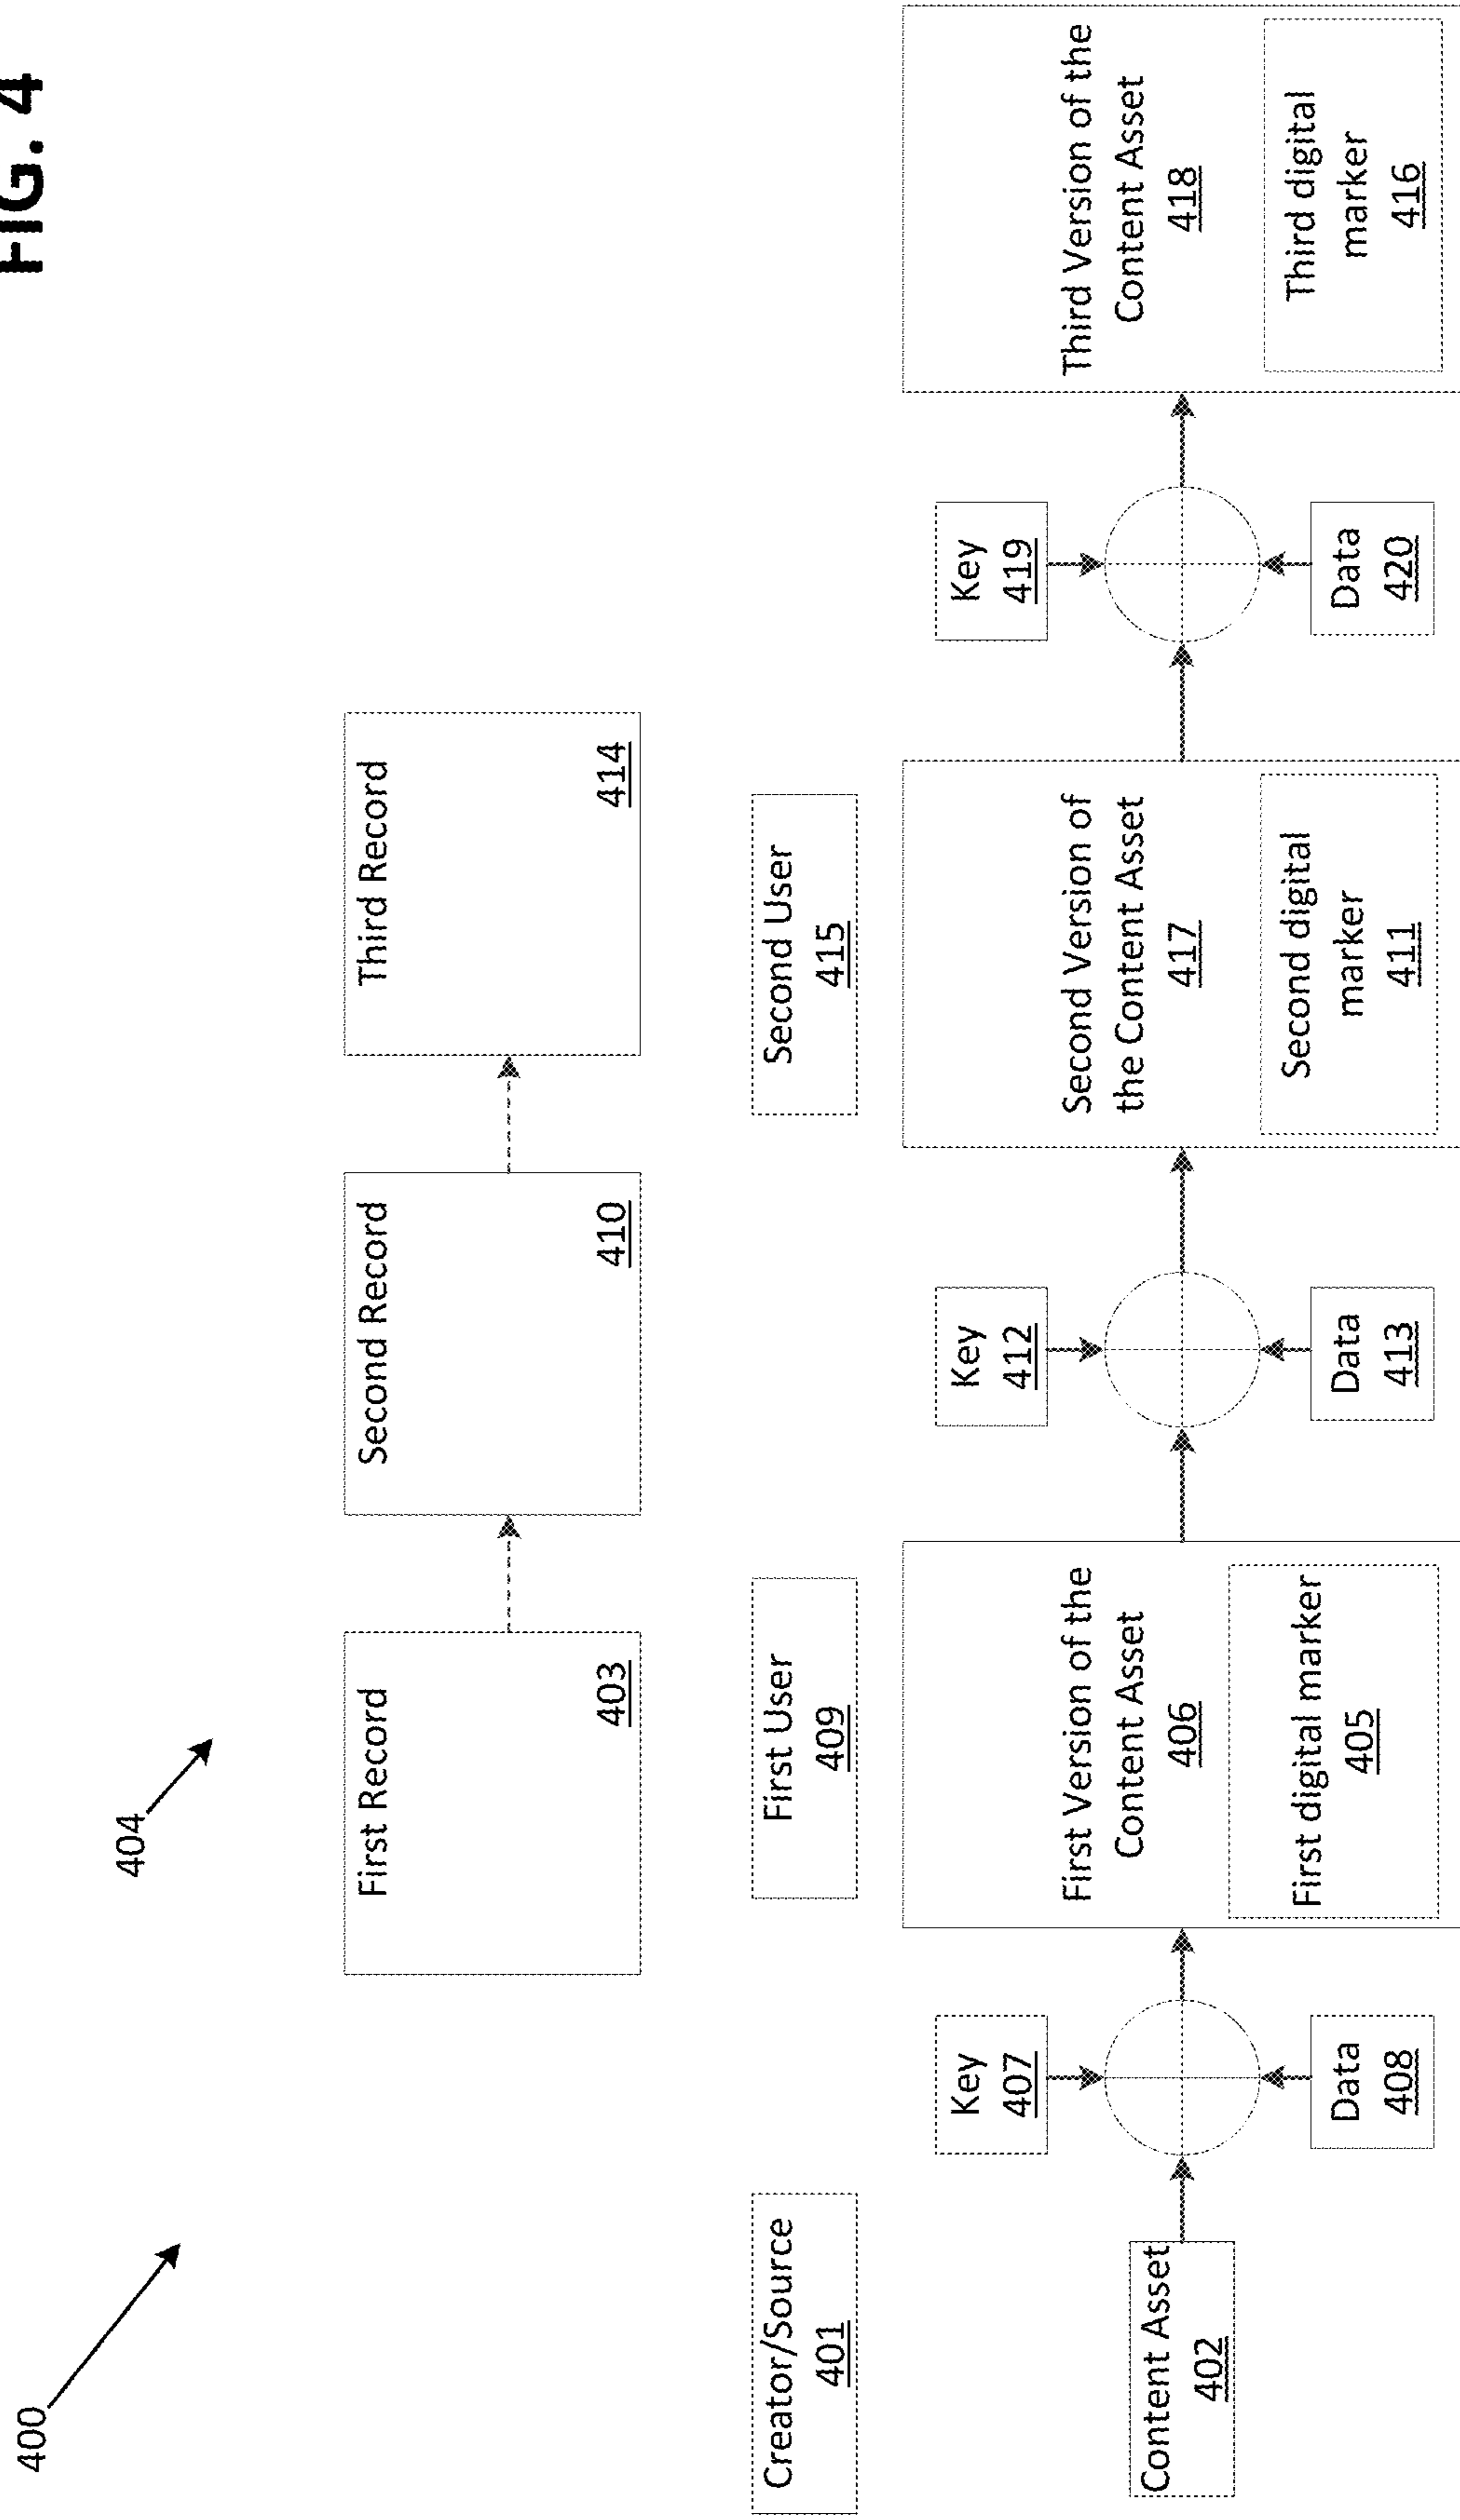 FIG. 4
400
404
First Record
403
Second Record
410
Third Record
414
Creator/Source
401
First User
409
Second User
415
Content Asset
402
Key
407
Data
408
First Version of the
Content Asset
406
First digital marker
405
Key
412
Data
413
Second Version of
the Content Asset
417
Second digital
marker
411
Key
419
Data
420
Third Version of the
Content Asset
418
Third digital
marker
416